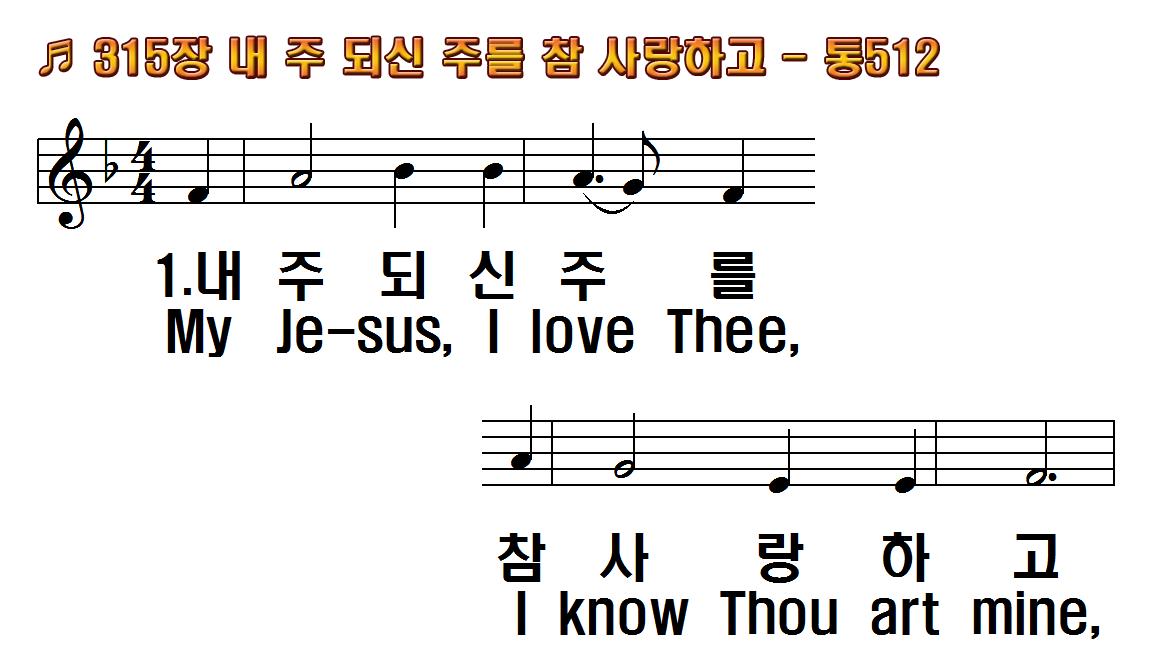 ♬ 315장 내 주 되신 주를 참 사랑하고 - 통512
4
4
1.내 주 되 신 주 를
My Je-sus, I love Thee,
참 사 랑 하 고
I know Thou art mine,